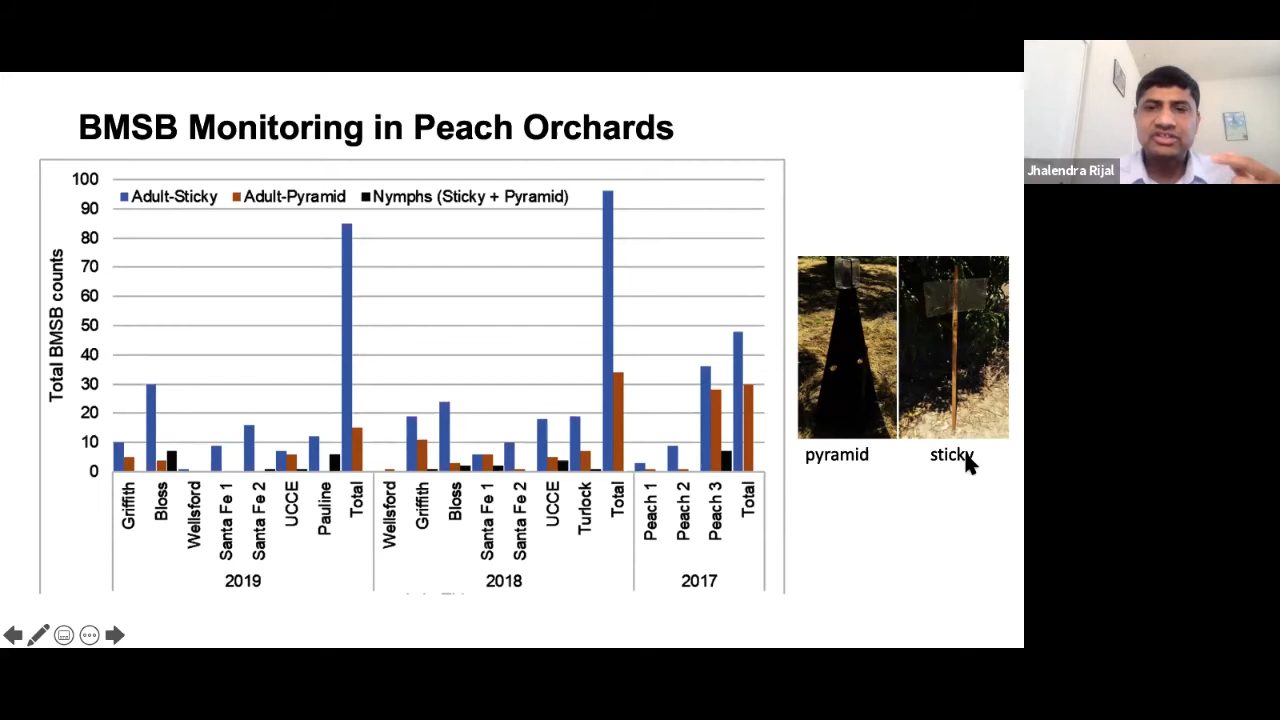 BMSB Monitoring in Peach Orchards
Jhalendra Rijal
Total BMSB counts
100
90
80
70
60
50
40
30
20
10
0
Adult-Sticky Adult-Pyramid Nymphs (Sticky + Pyramid)
Griffith Bloss Wellsford Santa Fe 1 Santa Fe 2 UCCE Pauline Total Wellsford Griffith Bloss Santa Fe 1 Santa Fe 2 UCCE Turlock Total Peach 1 Peach 2 Peach 3 Total
2019 2018 2017
pyramid sticky